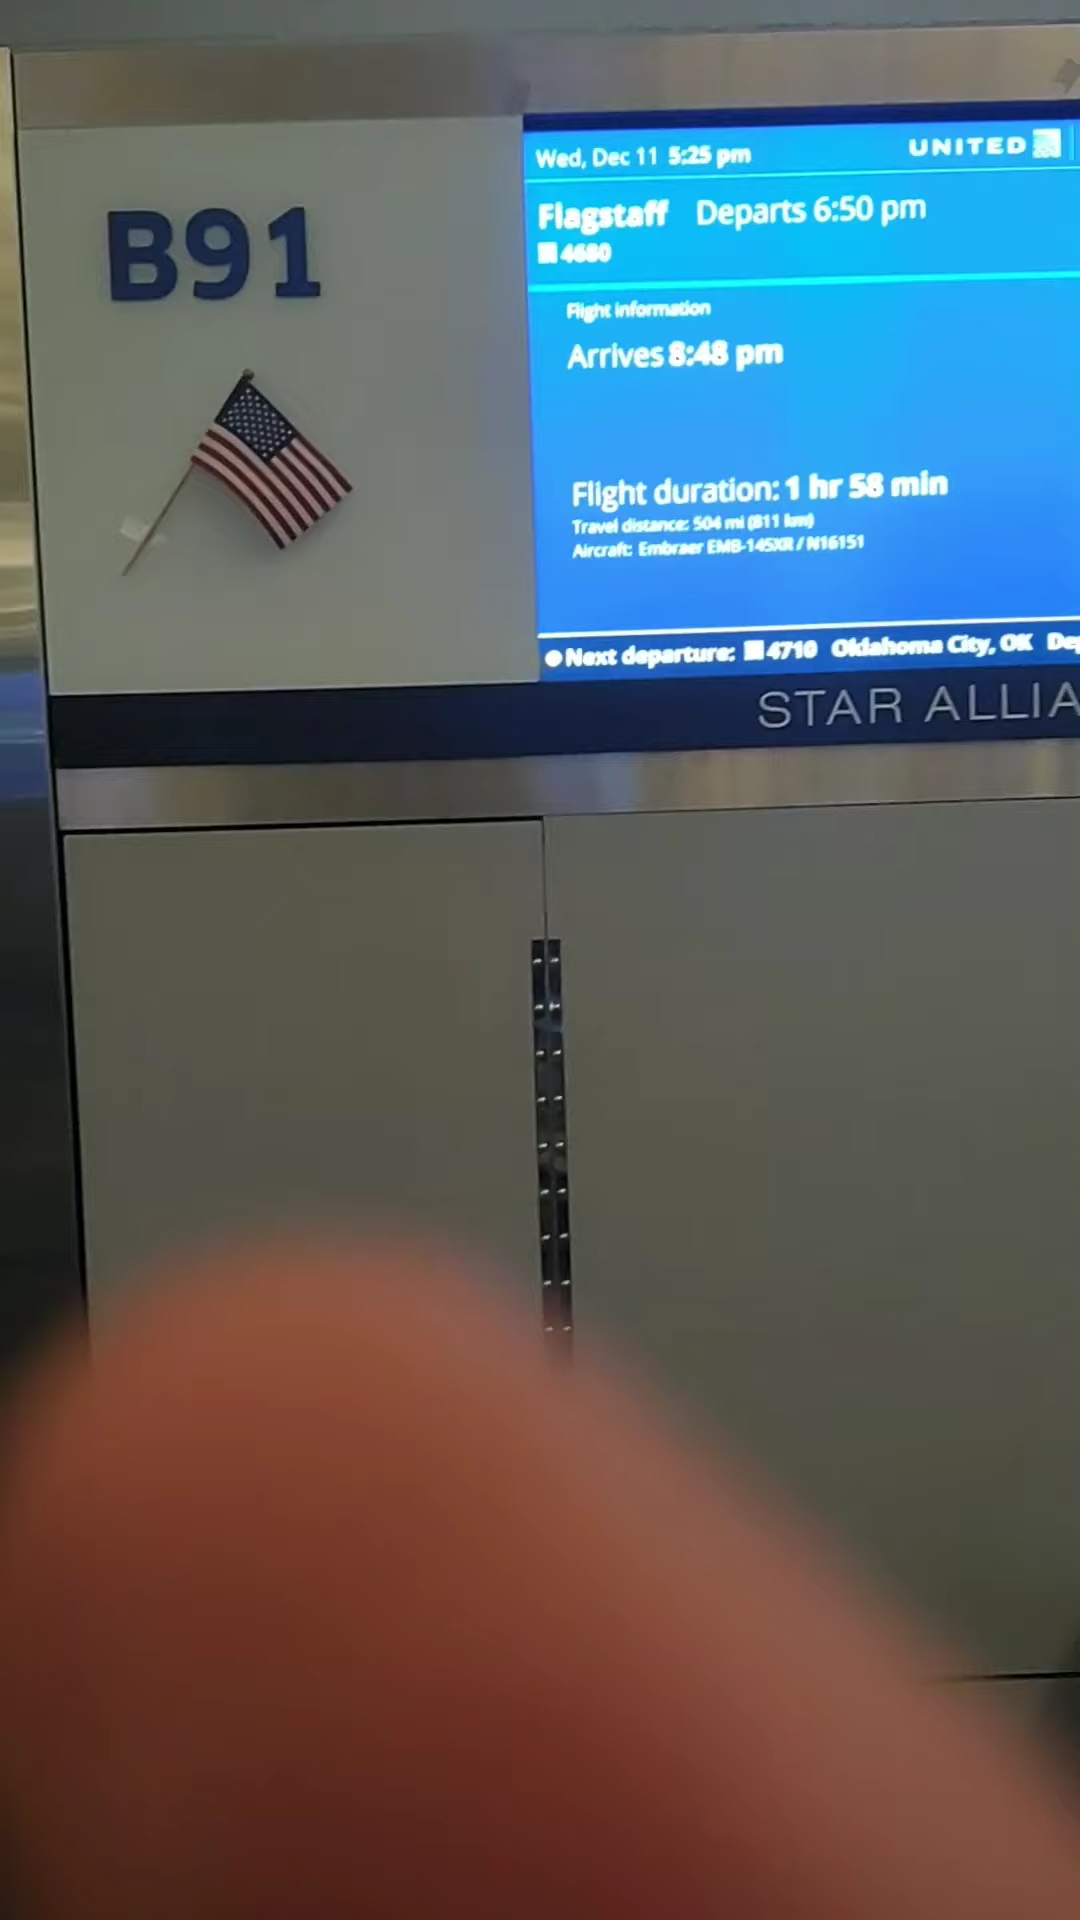 B91
Wed, Dec 11 5:25 pm
UNITED
Flagstaff Departs 6:50 pm
4680
Flight information
Arrives 8:48 pm
Flight duration: 1 hr 58 min
Travel distance: 504 mi (811 km)
Aircraft: Embraer EMB-145XR / N16151
Next departure: 4710 Oklahoma City, OK Dep
STAR ALLIA